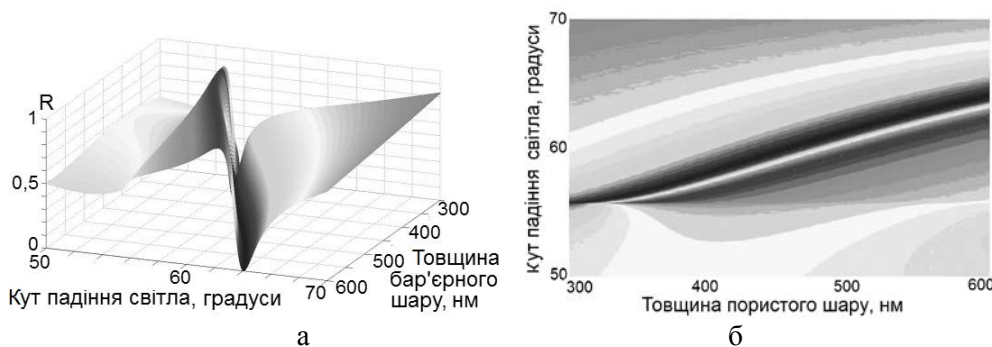 R
1
0,5
0
50
60
70
Кут падіння світла, градуси
300
400
500
600
Товщина
бар'єрного
шару, нм
а
Кут падіння світла, градуси
70
60
50
300
400
500
600
Товщина пористого шару, нм
б